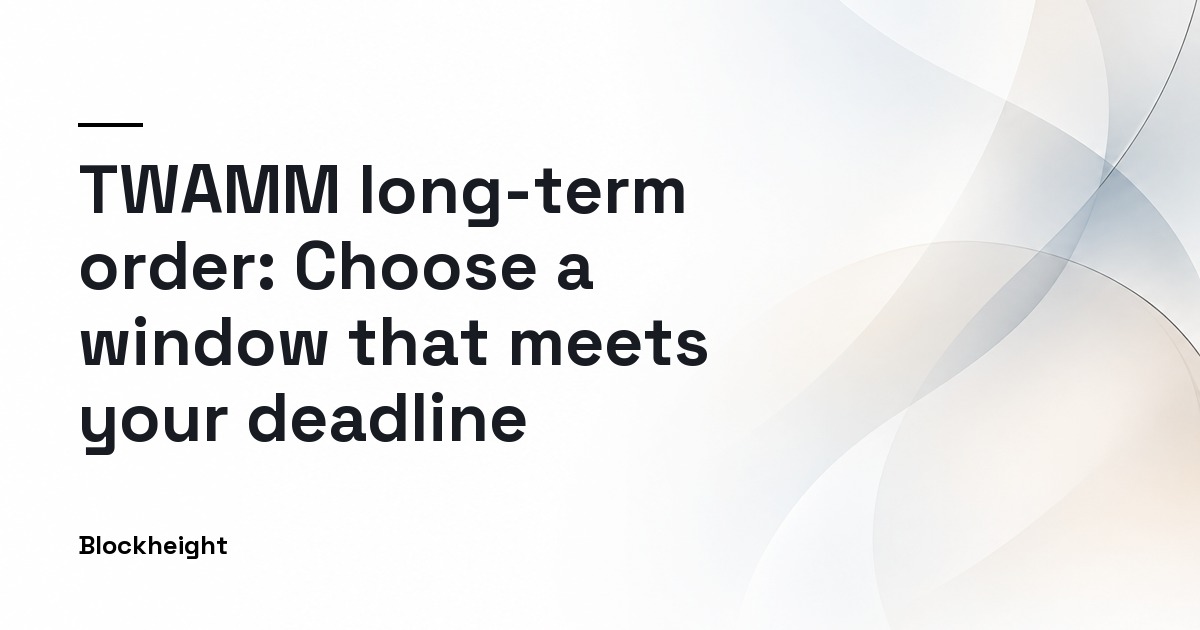 TWAMM long-term
order: Choose a
window that meets
your deadline
Blockheight